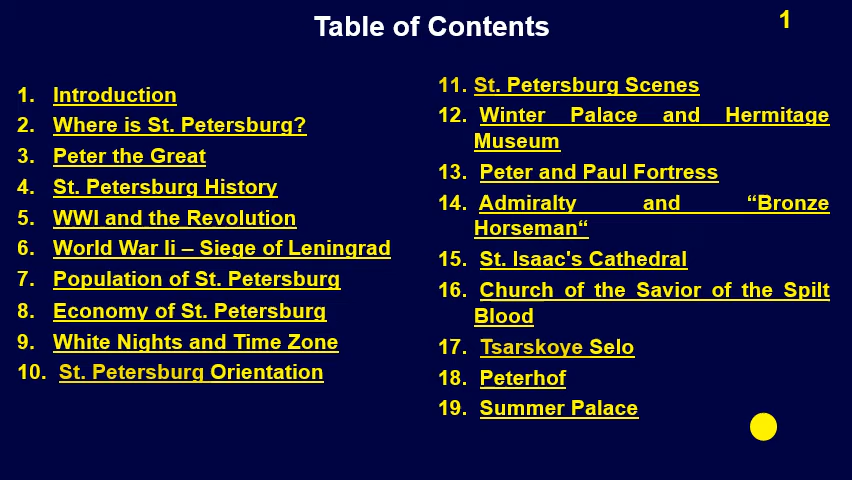 Table of Contents
1
1. Introduction
2. Where is St. Petersburg?
3. Peter the Great
4. St. Petersburg History
5. WWI and the Revolution
6. World War Ii – Siege of Leningrad
7. Population of St. Petersburg
8. Economy of St. Petersburg
9. White Nights and Time Zone
10. St. Petersburg Orientation
11. St. Petersburg Scenes
12. Winter Palace and Hermitage
Museum
13. Peter and Paul Fortress
14. Admiralty and “Bronze
Horseman“
15. St. Isaac's Cathedral
16. Church of the Savior of the Spilt
Blood
17. Tsarskoye Selo
18. Peterhof
19. Summer Palace